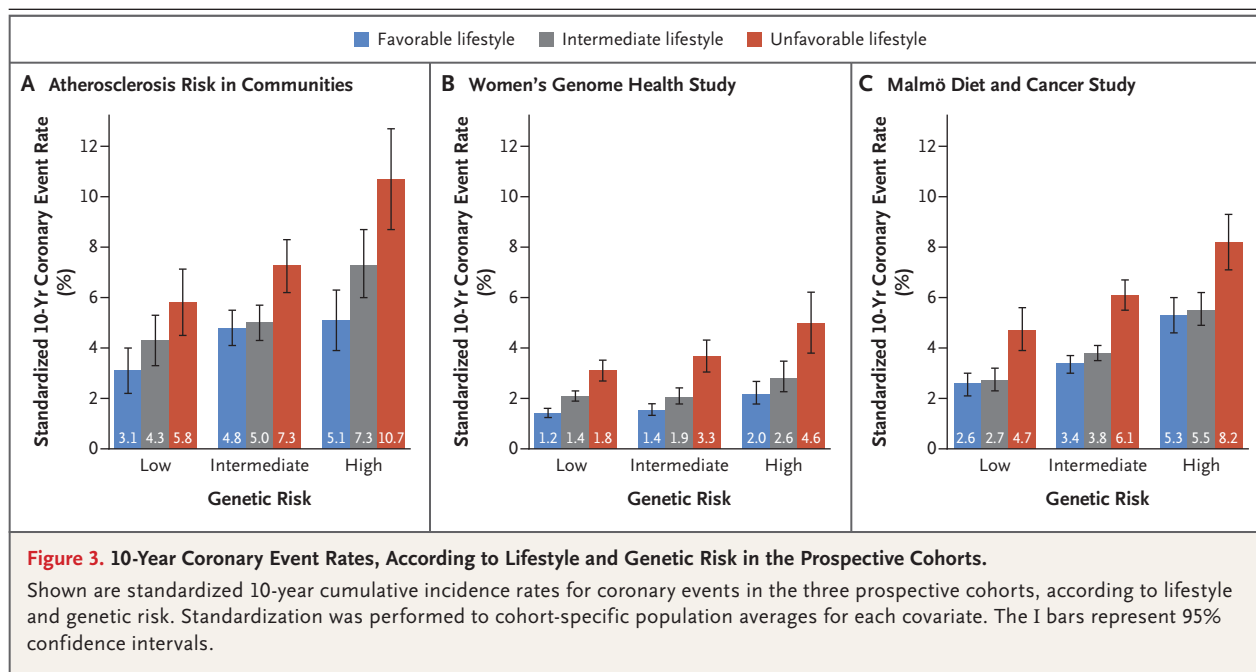 Favorable lifestyle Intermediate lifestyle Unfavorable lifestyle
A Atherosclerosis Risk in Communities
Standardized 10-Yr Coronary Event Rate
(%)
12
10
8
6
4
2
0
3.1 4.3 5.8 4.8 5.0 7.3 5.1 7.3 10.7
Low Intermediate High
Genetic Risk
B Women's Genome Health Study
Standardized 10-Yr Coronary Event Rate
(%)
12
10
8
6
4
2
0
1.2 1.4 1.8 1.4 1.9 3.3 2.0 2.6 4.6
Low Intermediate High
Genetic Risk
C Malmö Diet and Cancer Study
Standardized 10-Yr Coronary Event Rate
(%)
12
10
8
6
4
2
0
2.6 2.7 4.7 3.4 3.8 6.1 5.3 5.5 8.2
Low Intermediate High
Genetic Risk
Figure 3. 10-Year Coronary Event Rates, According to Lifestyle and Genetic Risk in the Prospective Cohorts.
Shown are standardized 10-year cumulative incidence rates for coronary events in the three prospective cohorts, according to lifestyle
and genetic risk. Standardization was performed to cohort-specific population averages for each covariate. The I bars represent 95%
confidence intervals.